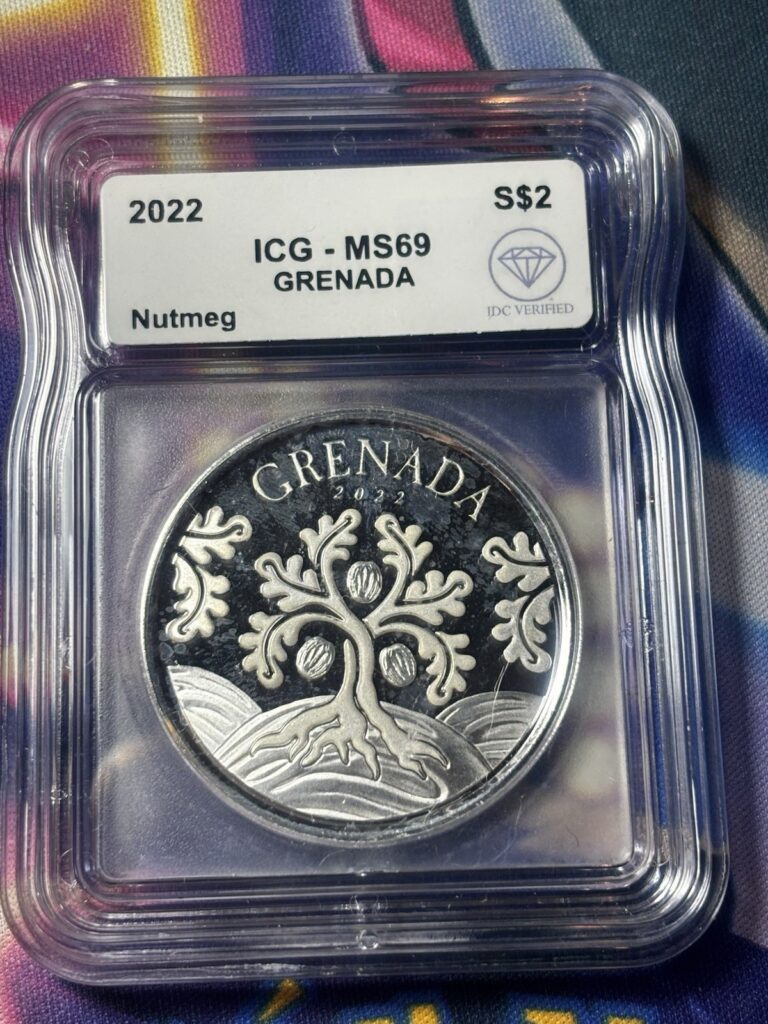 2022 S$2
ICG - MS69
GRENADA
JDC VERIFIED
Nutmeg
GRENADA
2022